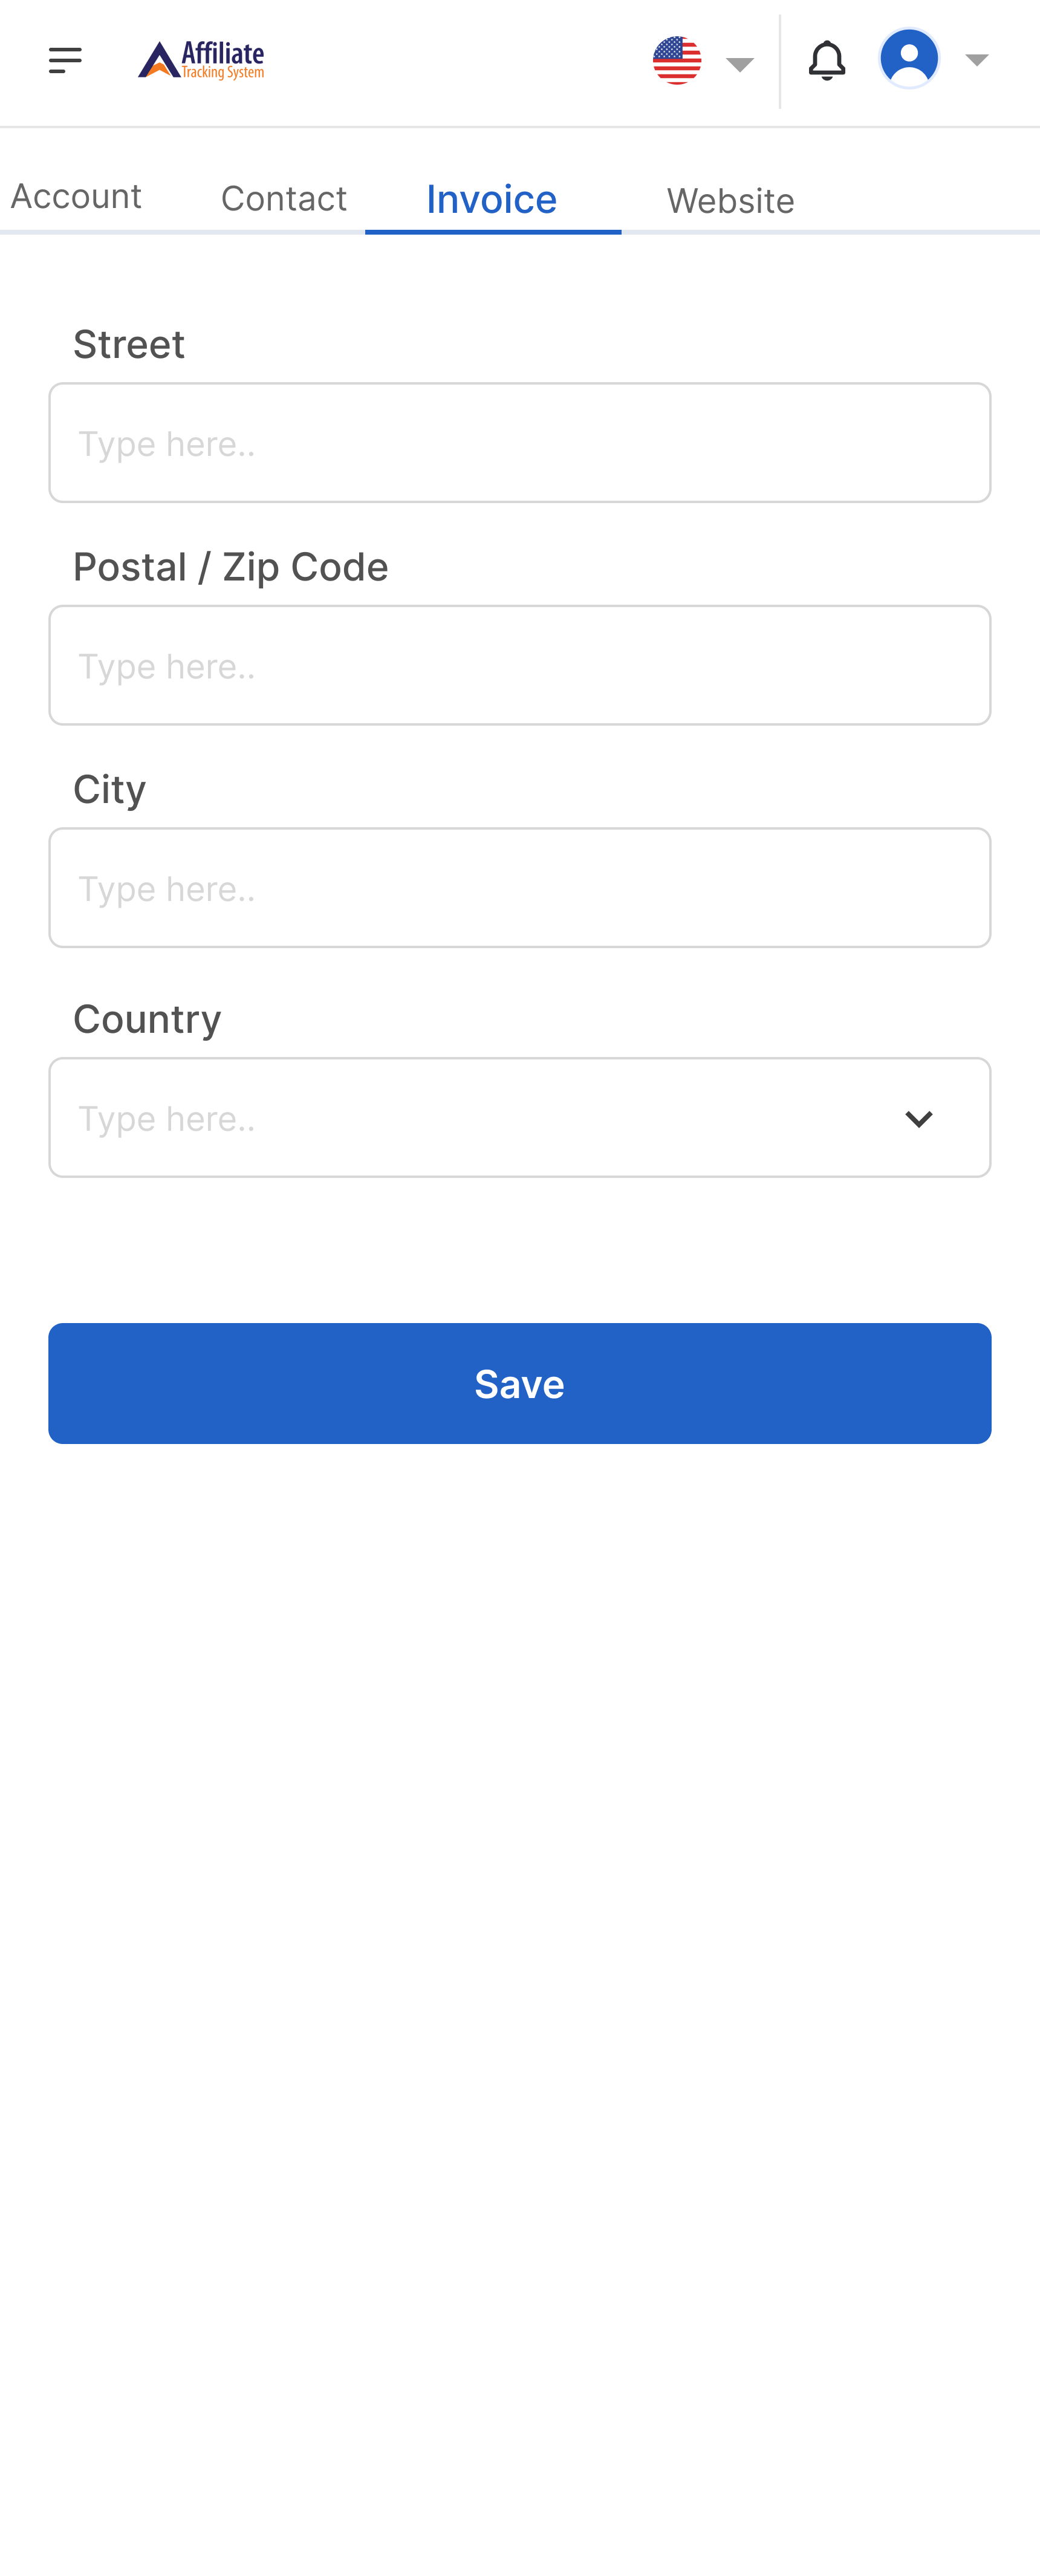 Affiliate
Tracking System
Account Contact Invoice Website
Street
Type here..
Postal / Zip Code
Type here..
City
Type here..
Country
Type here..
Save